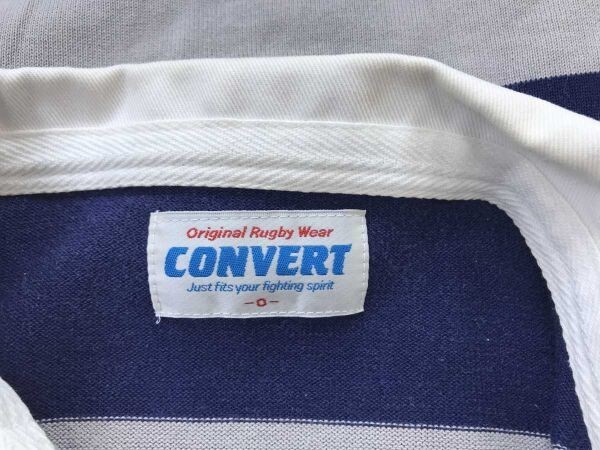 Original Rugby Wear
CONVERT
Just fits your fighting spirit
-O-